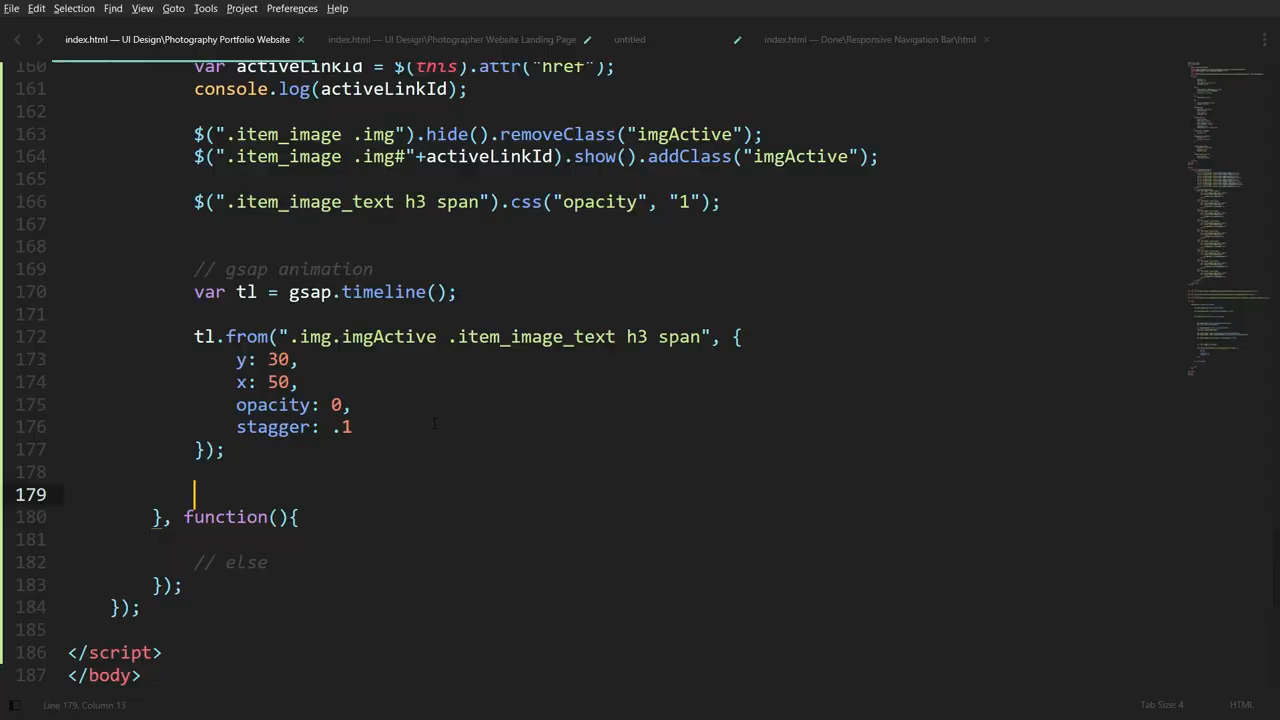 File Edit Selection Find View Goto Tools Project Preferences Help
index.html — UI Design\Photography Portfolio Website × index.html — UI Design\Photographer Website Landing Page untitled index.html — Done\Responsive Navigation Bar\html ×
160 var activeLinkId = $(this).attr("href");
161 console.log(activeLinkId);
162
163 $(".item_image .img").hide().removeClass("imgActive");
164 $(".item_image .img#"+activeLinkId).show().addClass("imgActive");
165
166 $(".item_image_text h3 span").css("opacity", "1");
167
168
169 // gsap animation
170 var tl = gsap.timeline();
171
172 tl.from(".img.imgActive .item_image_text h3 span", {
173 y: 30,
174 x: 50,
175 opacity: 0,
176 stagger: .1
177 });
178
179
180 }, function(){
181
182 // else
183 });
184 });
185
186 </script>
187 </body>
Line 179, Column 13 Tab Size: 4 HTML